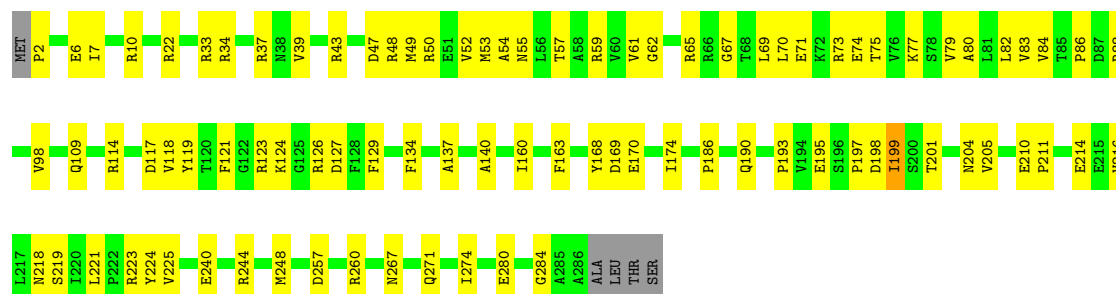 MET P2 E6 I7 R10 R22 R33 R34 R37 N38 V39 R43 D47 R48 M49 R50 E51 V52 M53 A54 N55 L56 T57 A58 R59 V60 V61 G62 R65 R66 G67 T68 L69 L70 E71 K72 R73 E74 T75 V76 K77 S78 V79 A80 L81 L82 V83 V84 T85 P86 D87
V98 Q109 R114 D117 V118 Y119 T120 F121 G122 R123 K124 G125 R126 D127 F128 F129 F134 A137 A140 I160 F163 Y168 D169 E170 I174 P186 Q190 P193 V194 E195 S196 P197 D198 I199 S200 T201 N204 V205 E210 P211 E214 E215
L217 N218 S219 I220 L221 P222 R223 Y224 V225 E240 R244 M248 D257 R260 N267 Q271 I274 E280 G284 A285 A286 ALA LEU THR SER